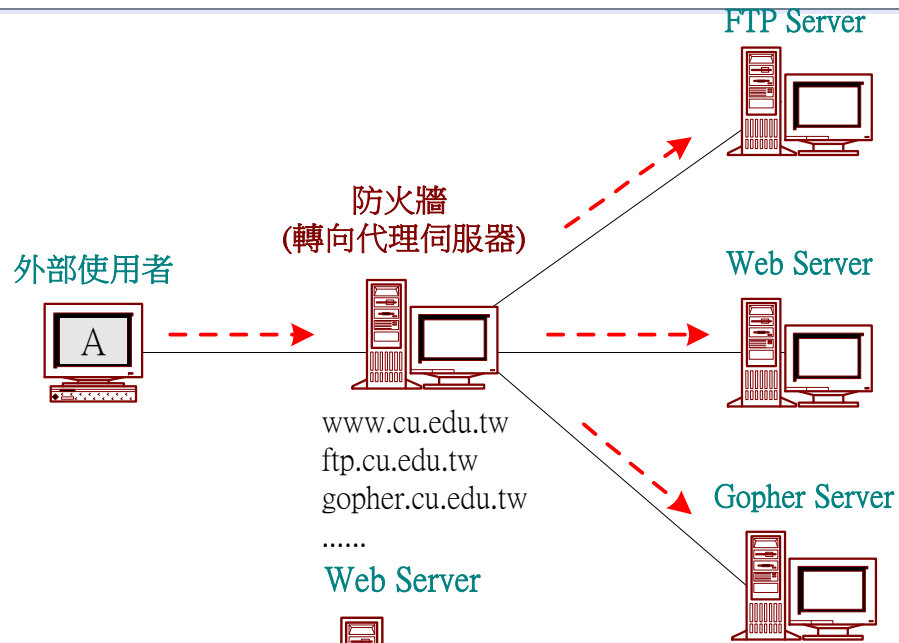 FTP Server
防火牆
(轉向代理伺服器)
外部使用者
Web Server
A
www.cu.edu.tw
ftp.cu.edu.tw
gopher.cu.edu.tw
......
Gopher Server
Web Server